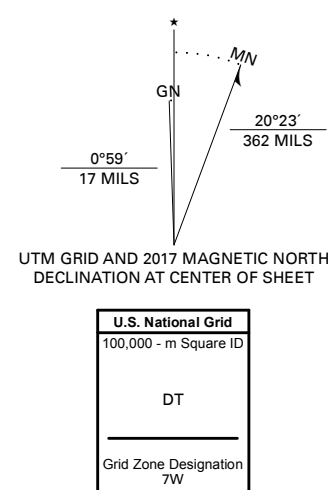 ★
MN
GN
20°23´
362 MILS
0°59´
17 MILS
UTM GRID AND 2017 MAGNETIC NORTH
DECLINATION AT CENTER OF SHEET
U.S. National Grid
100,000 - m Square ID
DT
Grid Zone Designation
7W